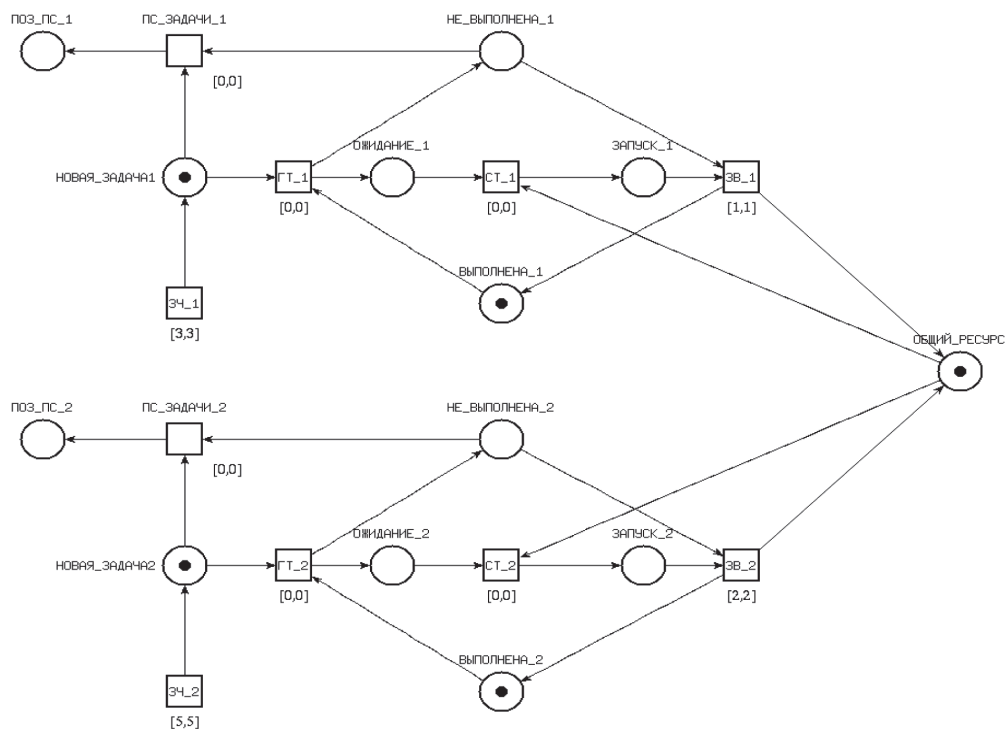 ПОЗ_ПС_1
ПС_ЗАДАЧИ_1
НЕ_ВЫПОЛНЕНА_1
[0,0]
ОЖИДАНИЕ_1
ЗАПУСК_1
НОВАЯ_ЗАДАЧА1
ГТ_1
СТ_1
ЗВ_1
[0,0]
[0,0]
[1,1]
ВЫПОЛНЕНА_1
ЗЧ_1
[3,3]
ОБЩИЙ_РЕСУРС
ПОЗ_ПС_2
ПС_ЗАДАЧИ_2
НЕ_ВЫПОЛНЕНА_2
[0,0]
ОЖИДАНИЕ_2
ЗАПУСК_2
НОВАЯ_ЗАДАЧА2
ГТ_2
СТ_2
ЗВ_2
[0,0]
[0,0]
[2,2]
ВЫПОЛНЕНА_2
ЗЧ_2
[5,5]